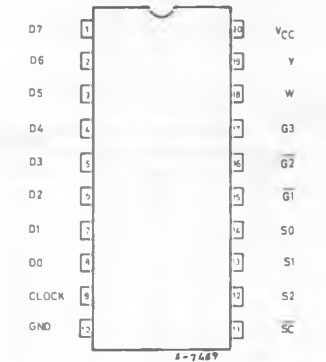 D7 1 20 VCC
D6 2 19 Y
D5 3 18 W
D4 4 17 G3
D3 5 16 G2
D2 6 15 G1
D1 7 14 S0
D0 8 13 S1
CLOCK 9 12 S2
GND 10 11 SC
S-7469